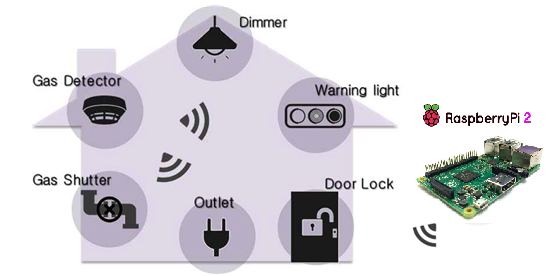 Dimmer
Gas Detector
Warning light
RaspberryPi 2
Gas Shutter
Outlet
Door Lock